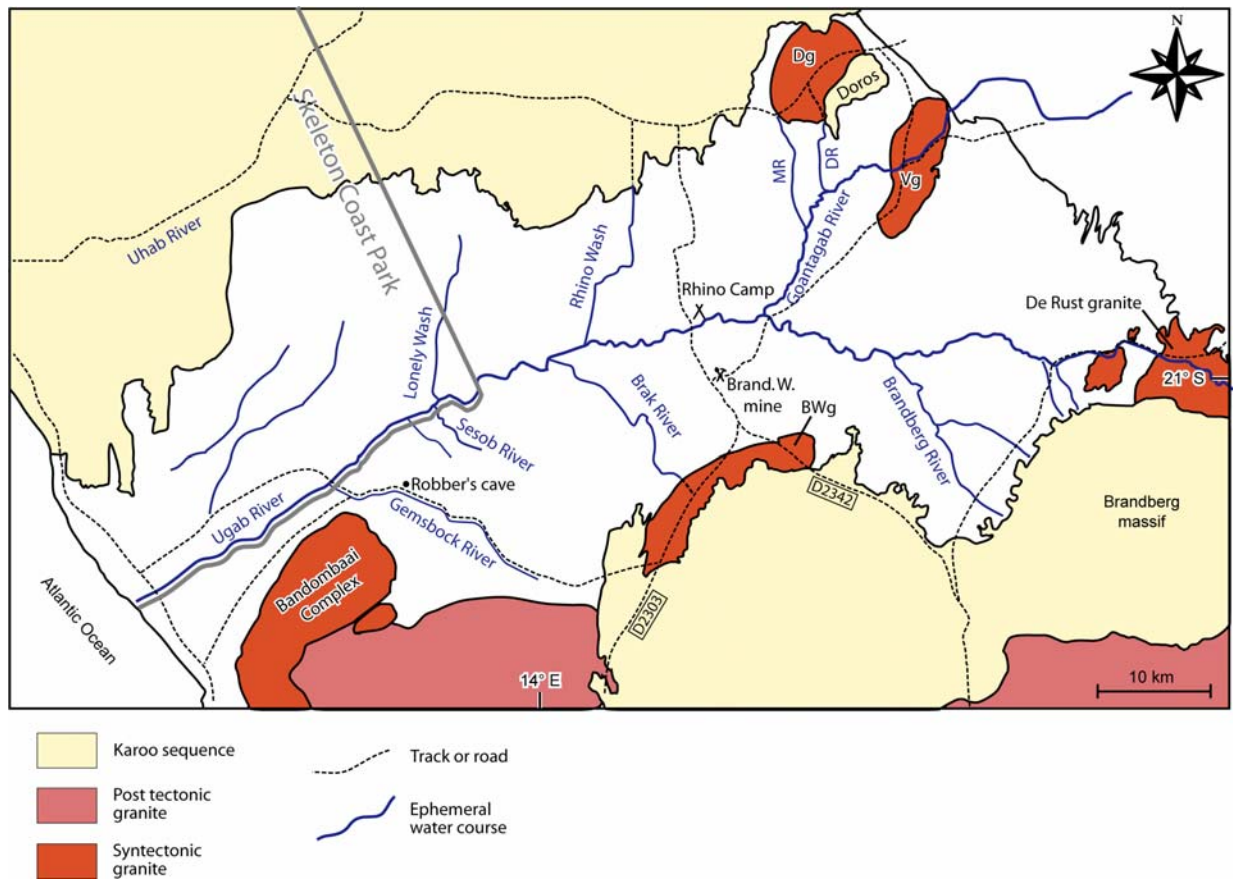 N
Dg
Doros
Skeleton Coast Park
MR
DR
Vg
Uhab River
Goantagab River
Rhino Wash
Rhino Camp
De Rust granite
Lonely Wash
21° S
Brand. W.
mine
BWg
Brak River
Brandberg River
Sesob River
Robber's cave
D2342
Ugab River
Gemsbock River
Brandberg
massif
Bandombaai
Complex
Atlantic Ocean
D2303
14° E
10 km
Karoo sequence
Track or road
Post tectonic
granite
Ephemeral
water course
Syntectonic
granite